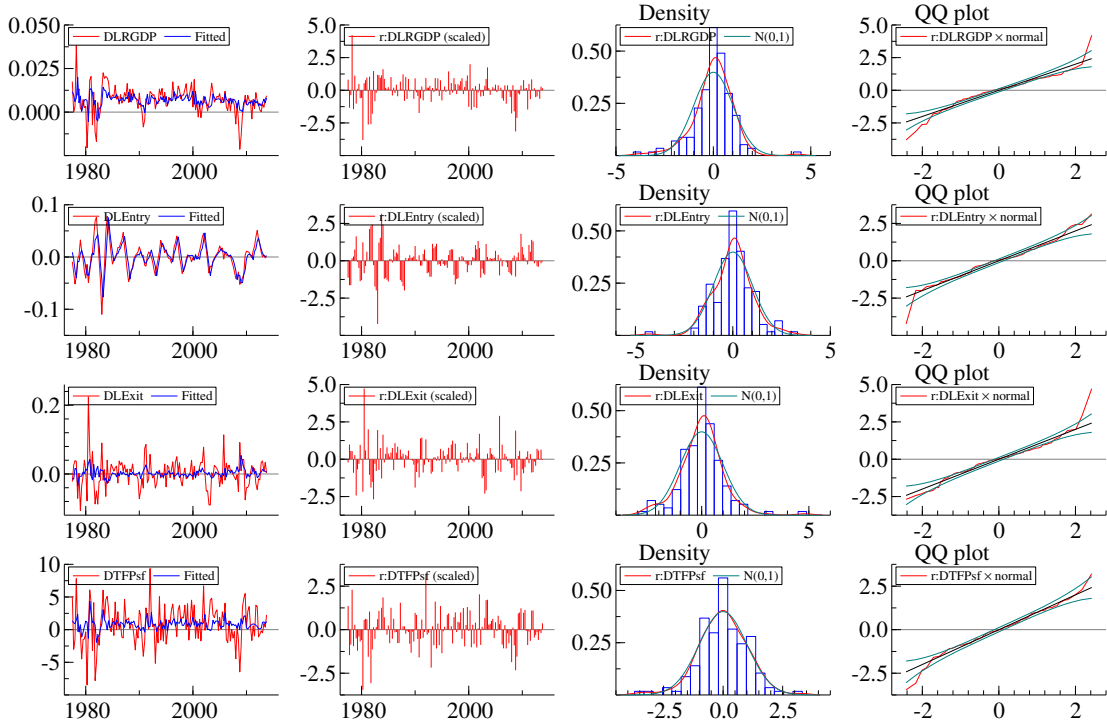 Density QQ plot
0.050 DLRGDP Fitted 5.0 r:DLRGDP (scaled) 0.50 r:DLRGDP N(0,1) 5.0 r:DLRGDP × normal
0.025 2.5 2.5
0.000 0.0 0.25 0.0
-2.5 -2.5
1980 2000 1980 2000 -5 0 5 -2 0 2
Density QQ plot
0.1 DLEntry Fitted 2.5 r:DLEntry (scaled) 0.50 r:DLEntry N(0,1) 2.5 r:DLEntry × normal
0.0 0.0 0.25 0.0
-0.1 -2.5 -2.5
1980 2000 1980 2000 -5 0 5 -2 0 2
Density QQ plot
0.2 DLExit Fitted 5.0 r:DLExit (scaled) 0.50 r:DLExit N(0,1) 5.0 r:DLExit × normal
2.5 0.25 2.5
0.0 0.0 0.0
-2.5 -2.5
1980 2000 1980 2000 0 5 -2 0 2
Density QQ plot
10 DTFPsf Fitted r:DTFPsf (scaled) 0.50 r:DTFPsf N(0,1) r:DTFPsf × normal
5 2.5 2.5
0 0.0 0.25 0.0
-5 -2.5 -2.5
1980 2000 1980 2000 -2.5 0.0 2.5 -2 0 2